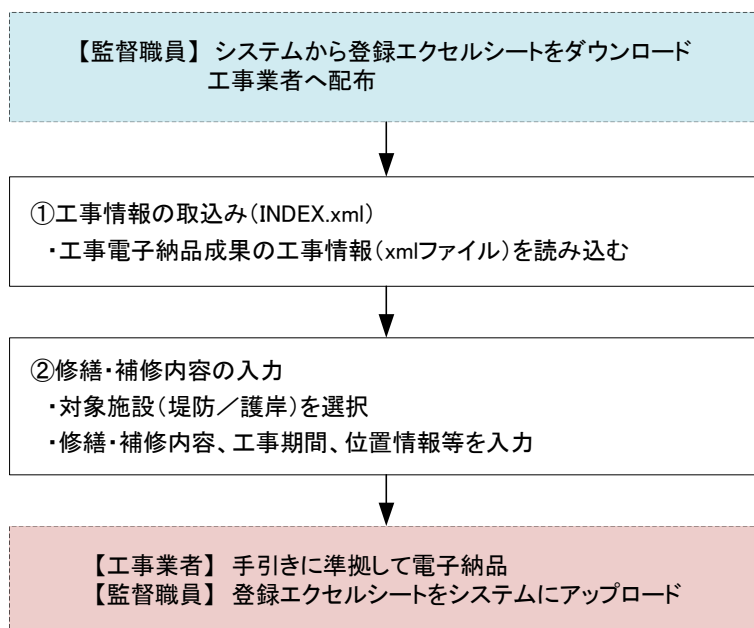 【監督職員】 システムから登録エクセルシートをダウンロード
工事業者へ配布
①工事情報の取込み（INDEX.xml）
・工事電子納品成果の工事情報（xmlファイル）を読み込む
②修繕・補修内容の入力
・対象施設（堤防／護岸）を選択
・修繕・補修内容、工事期間、位置情報等を入力
【工事業者】 手引きに準拠して電子納品
【監督職員】 登録エクセルシートをシステムにアップロード